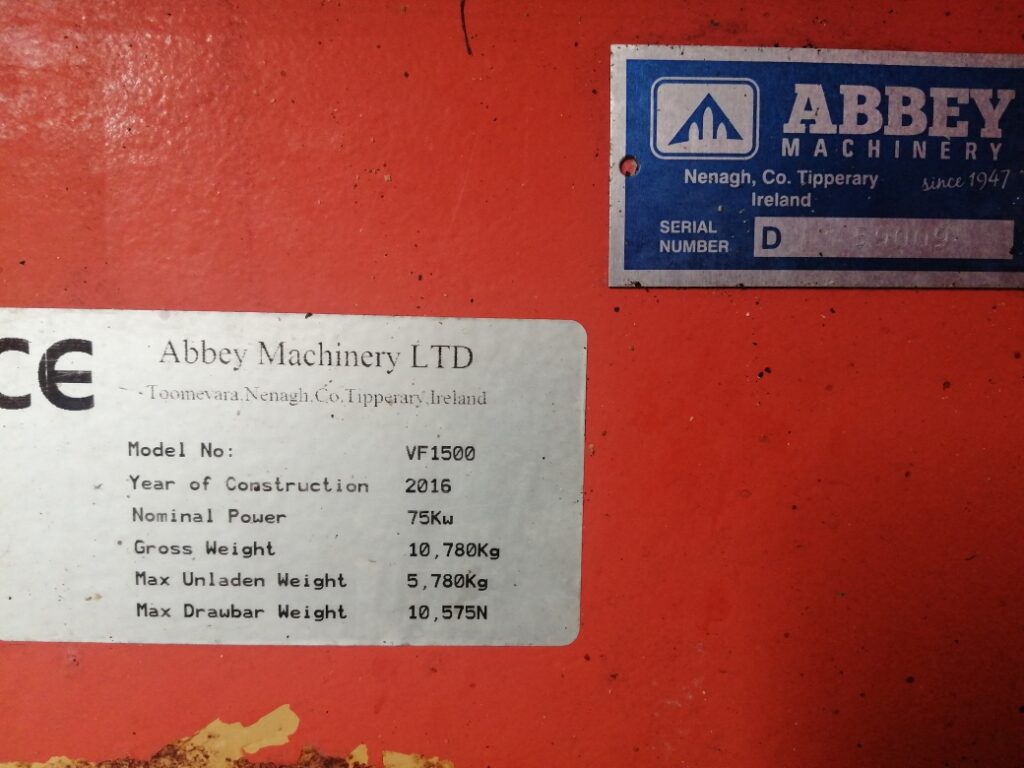 ABBEY
MACHINERY
Nenagh, Co. Tipperary
since 1947
Ireland
SERIAL
NUMBER
D
CE
Abbey Machinery LTD
Toomevara.Nenagh.Co.Tipperary,Ireland
Model No: VF1500
Year of Construction 2016
Nominal Power 75Kw
Gross Weight 10,780Kg
Max Unladen Weight 5,780Kg
Max Drawbar Weight 10,575N